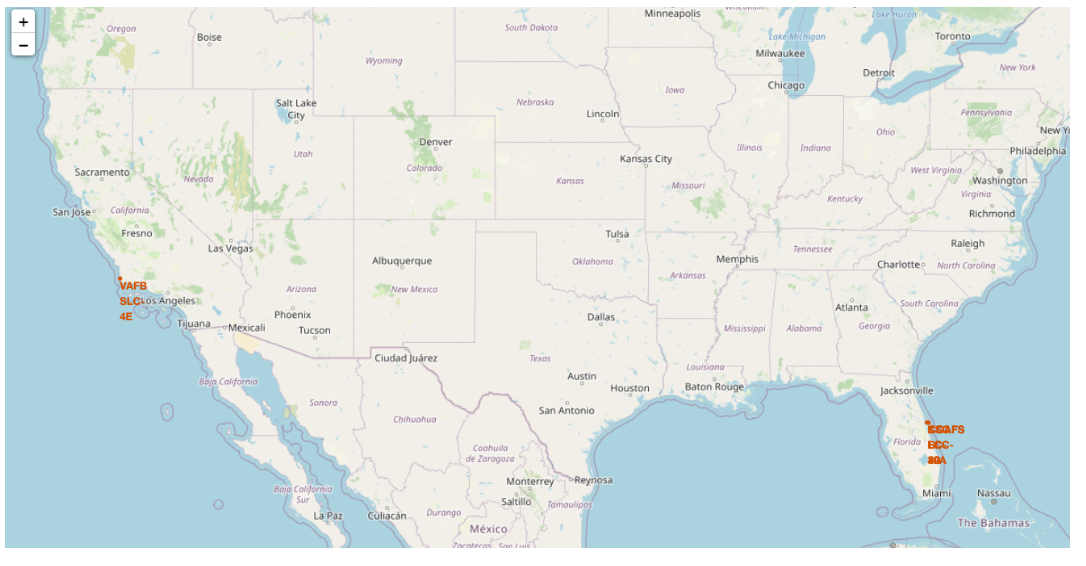 +
−
Oregon
Boise
South Dakota
Minneapolis
Wisconsin
Lake Huron
Lake Michigan
Toronto
Milwaukee
Wyoming
Detroit
New York
Chicago
Iowa
Salt Lake
City
Nebraska
Lincoln
Pennsylvania
New Yo
Ohio
Philadelphia
Denver
Utah
Illinois
Indiana
Colorado
Kansas City
Sacramento
Nevada
Kansas
Missouri
West Virginia
Washington
Virginia
Kentucky
San Jose
California
Richmond
Fresno
Las Vegas
Tulsa
Raleigh
Tennessee
Albuquerque
Oklahoma
Memphis
Charlotte
North Carolina
Arkansas
VAFB
SLC-
4E
Los Angeles
Arizona
New Mexico
South Carolina
Atlanta
Phoenix
Dallas
Tijuana
Mexicali
Tucson
Mississippi
Alabama
Georgia
Ciudad Juárez
Texas
Louisiana
Baja California
Austin
Houston
Baton Rouge
Jacksonville
Sonora
San Antonio
Chihuahua
Florida
Coahuila
de Zaragoza
Monterrey
Reynosa
Baja California
Sur
Miami
Nassau
Saltillo
Tamaulipas
La Paz
Culiacán
Durango
México
The Bahamas
Zacatecas
San Luis